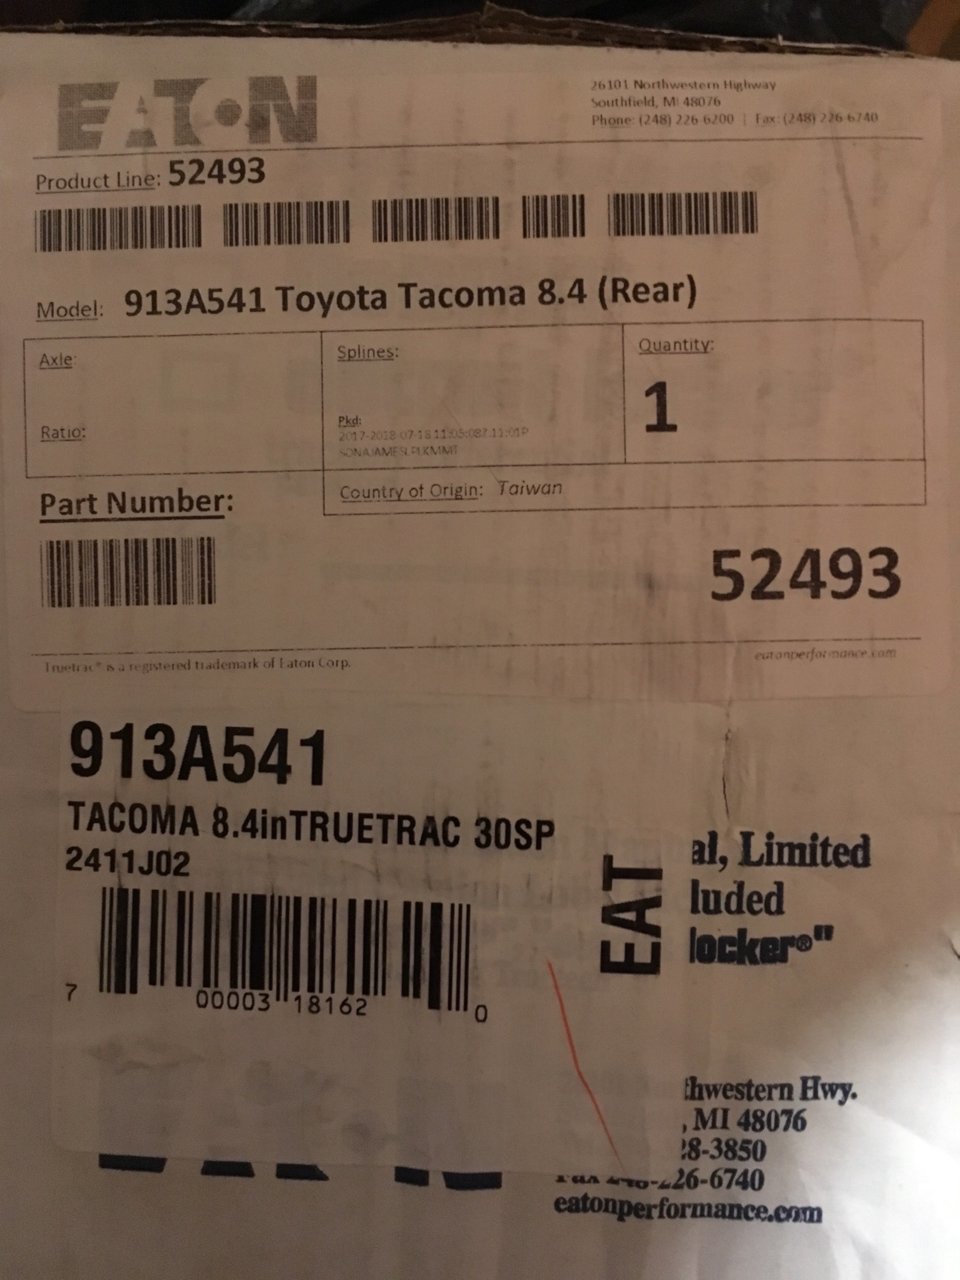 EATON
26101 Northwestern Highway
Southfield, MI 48076
Phone: (248) 226-6200 | Fax: (248) 226-6740
Product Line: 52493
Model: 913A541 Toyota Tacoma 8.4 (Rear)
Axle:
Splines:
Quantity:
1
Ratio:
Pkd:
Country of Origin: Taiwan
Part Number:
52493
Truetrac® is a registered trademark of Eaton Corp.
eatonperformance.com
913A541
TACOMA 8.4inTRUETRAC 30SP
2411J02
7 00003 18162 0
EAT
al, Limited
luded
locker®"
thwestern Hwy.
, MI 48076
28-3850
26-6740
eatonperformance.com